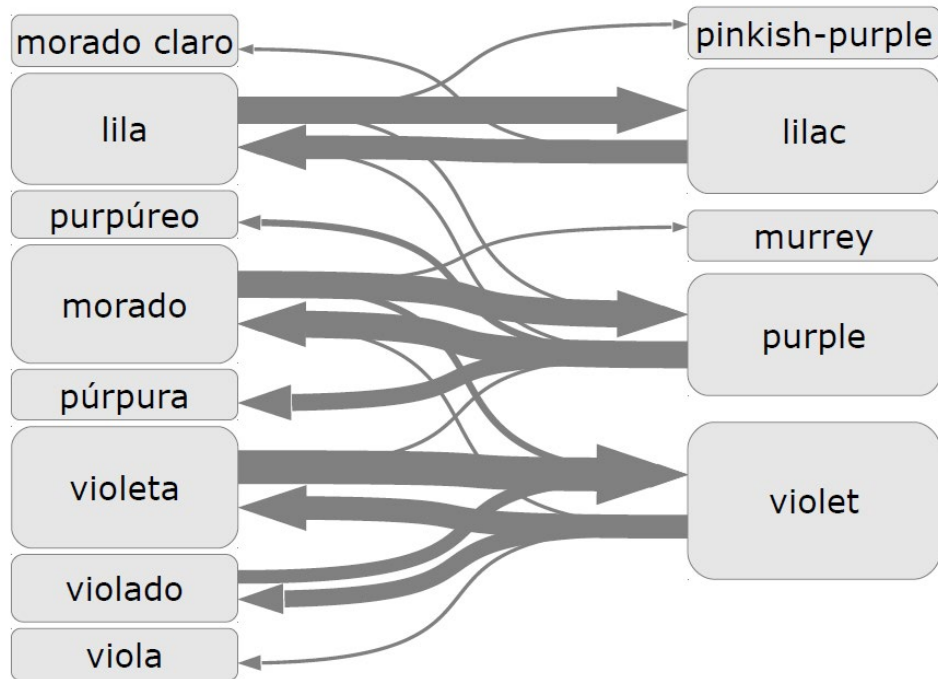 morado claro
lila
purpúreo
morado
púrpura
violeta
violado
viola
pinkish-purple
lilac
murrey
purple
violet